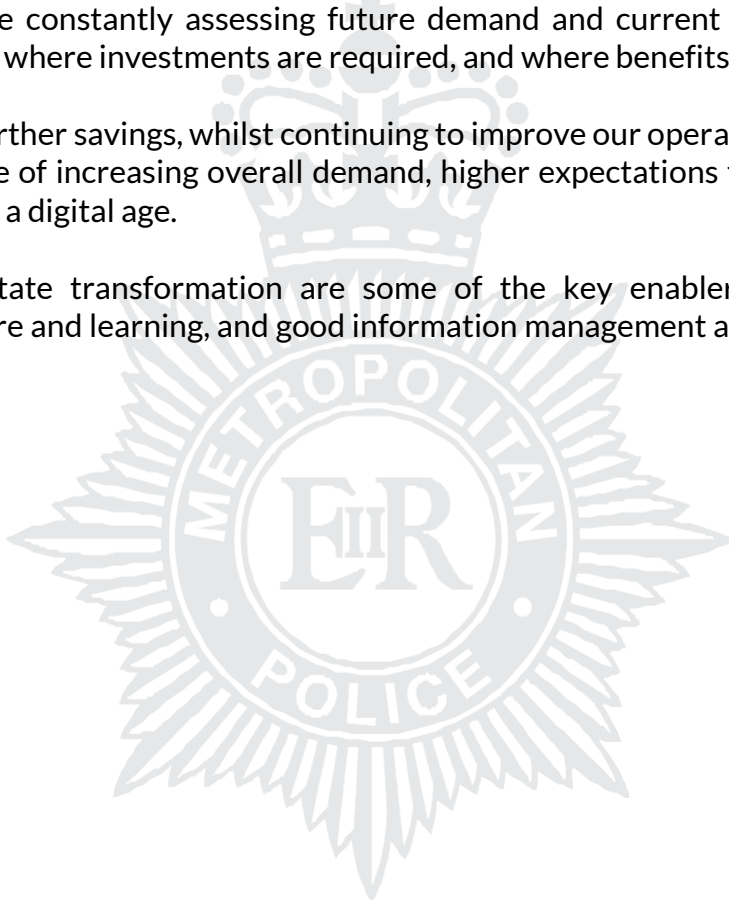 e constantly assessing future demand and current
where investments are required, and where benefits
rther savings, whilst continuing to improve our opera
e of increasing overall demand, higher expectations
a digital age.
tate transformation are some of the key enabler
re and learning, and good information management a
METROPOLITAN
EIIR
POLICE